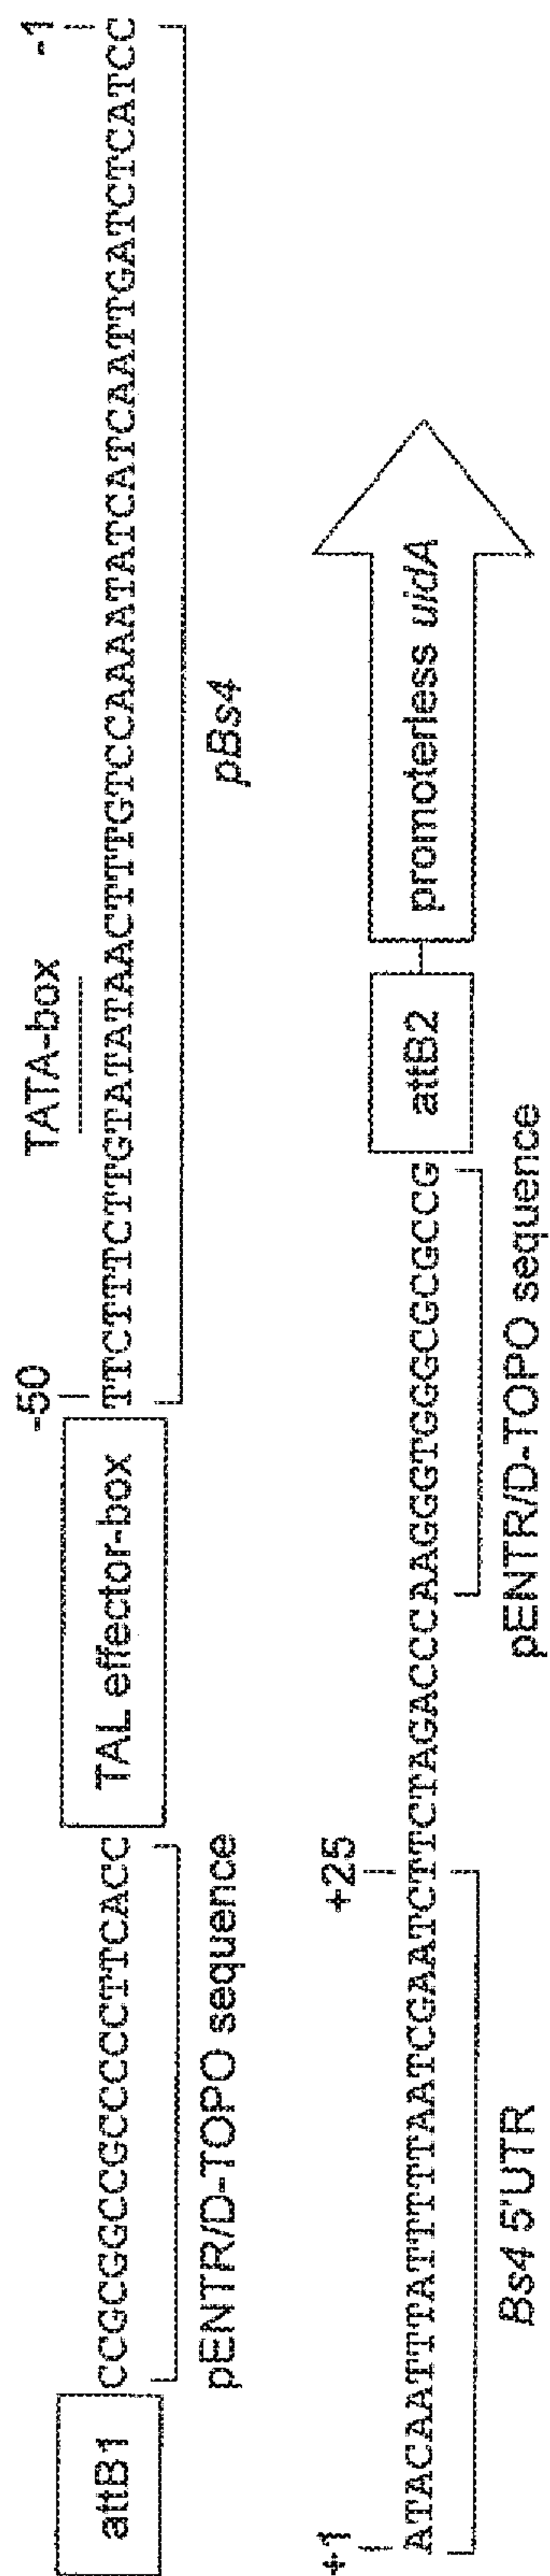 -50 TATA-box -1
attB1 CCGCGGCCGCCCCCTTCACC TAL effector-box TTCTTTCTTGTATATAACTTTGTCCAAAATATCATCAATTGATCTCATCC
pENTR/D-TOPO sequence pBs4
+1 +25
ATACAATTTATTTTTAATCGAATCTTCTAGACCCAAGGGTGGGCGCGCCG attB2 promoterless uidA
Bs4 5'UTR pENTR/D-TOPO sequence